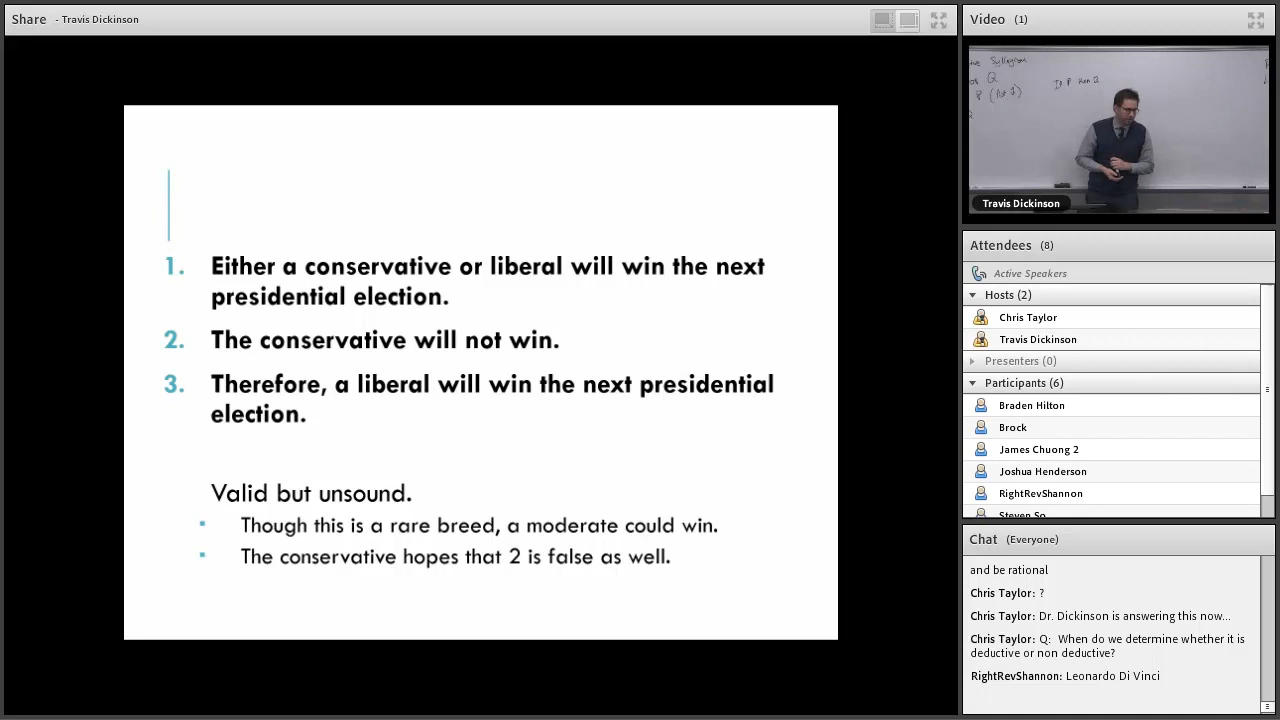 Share - Travis Dickinson
1. Either a conservative or liberal will win the next
presidential election.
2. The conservative will not win.
3. Therefore, a liberal will win the next presidential
election.
Valid but unsound.
▪ Though this is a rare breed, a moderate could win.
▪ The conservative hopes that 2 is false as well.
Video (1)
Syllogism
Q
If P then Q
Travis Dickinson
Attendees (8)
Active Speakers
Hosts (2)
Chris Taylor
Travis Dickinson
Presenters (0)
Participants (6)
Braden Hilton
Brock
James Chuong 2
Joshua Henderson
RightRevShannon
Steven So
Chat (Everyone)
and be rational
Chris Taylor: ?
Chris Taylor: Dr. Dickinson is answering this now...
Chris Taylor: Q: When do we determine whether it is
deductive or non deductive?
RightRevShannon: Leonardo Di Vinci